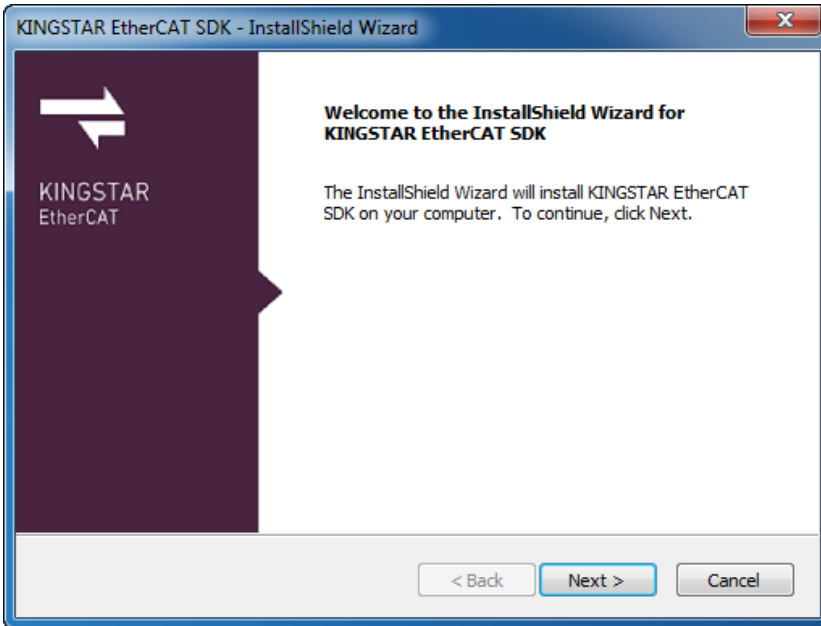 KINGSTAR EtherCAT SDK - InstallShield Wizard
KINGSTAR
EtherCAT
Welcome to the InstallShield Wizard for
KINGSTAR EtherCAT SDK
The InstallShield Wizard will install KINGSTAR EtherCAT
SDK on your computer.  To continue, click Next.
< Back
Next >
Cancel